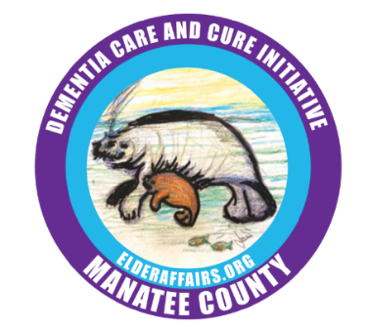 DEMENTIA CARE AND CURE INITIATIVE
ELDERAFFAIRS.ORG
MANATEE COUNTY